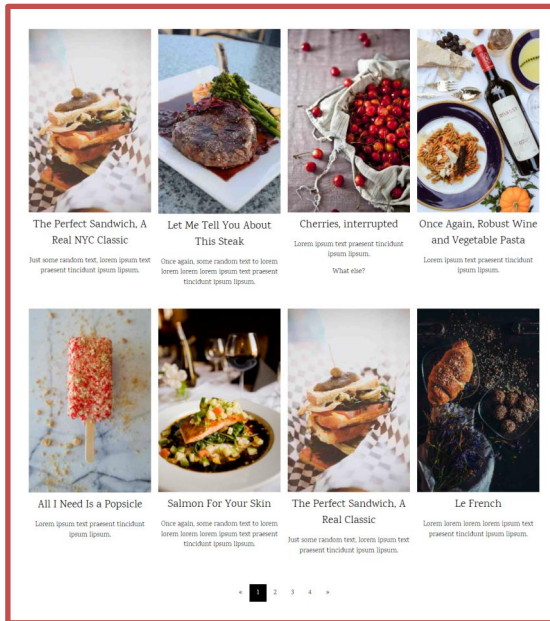 The Perfect Sandwich, A
Real NYC Classic
Just some random text, lorem ipsum text
praesent tincidunt ipsum lipsum.
Let Me Tell You About
This Steak
Once again, some random text to lorem
lorem lorem lorem ipsum text praesent
tincidunt ipsum lipsum.
Cherries, interrupted
Lorem ipsum text praesent tincidunt
ipsum lipsum.
What else?
Once Again, Robust Wine
and Vegetable Pasta
Lorem ipsum text praesent tincidunt
ipsum lipsum.
All I Need Is a Popsicle
Lorem ipsum text praesent tincidunt
ipsum lipsum.
Salmon For Your Skin
Once again, some random text to lorem
lorem lorem lorem ipsum text praesent
tincidunt ipsum lipsum.
The Perfect Sandwich, A
Real Classic
Just some random text, lorem ipsum text
praesent tincidunt ipsum lipsum.
Le French
Lorem lorem lorem lorem ipsum text
praesent tincidunt ipsum lipsum.
« 1 2 3 4 »